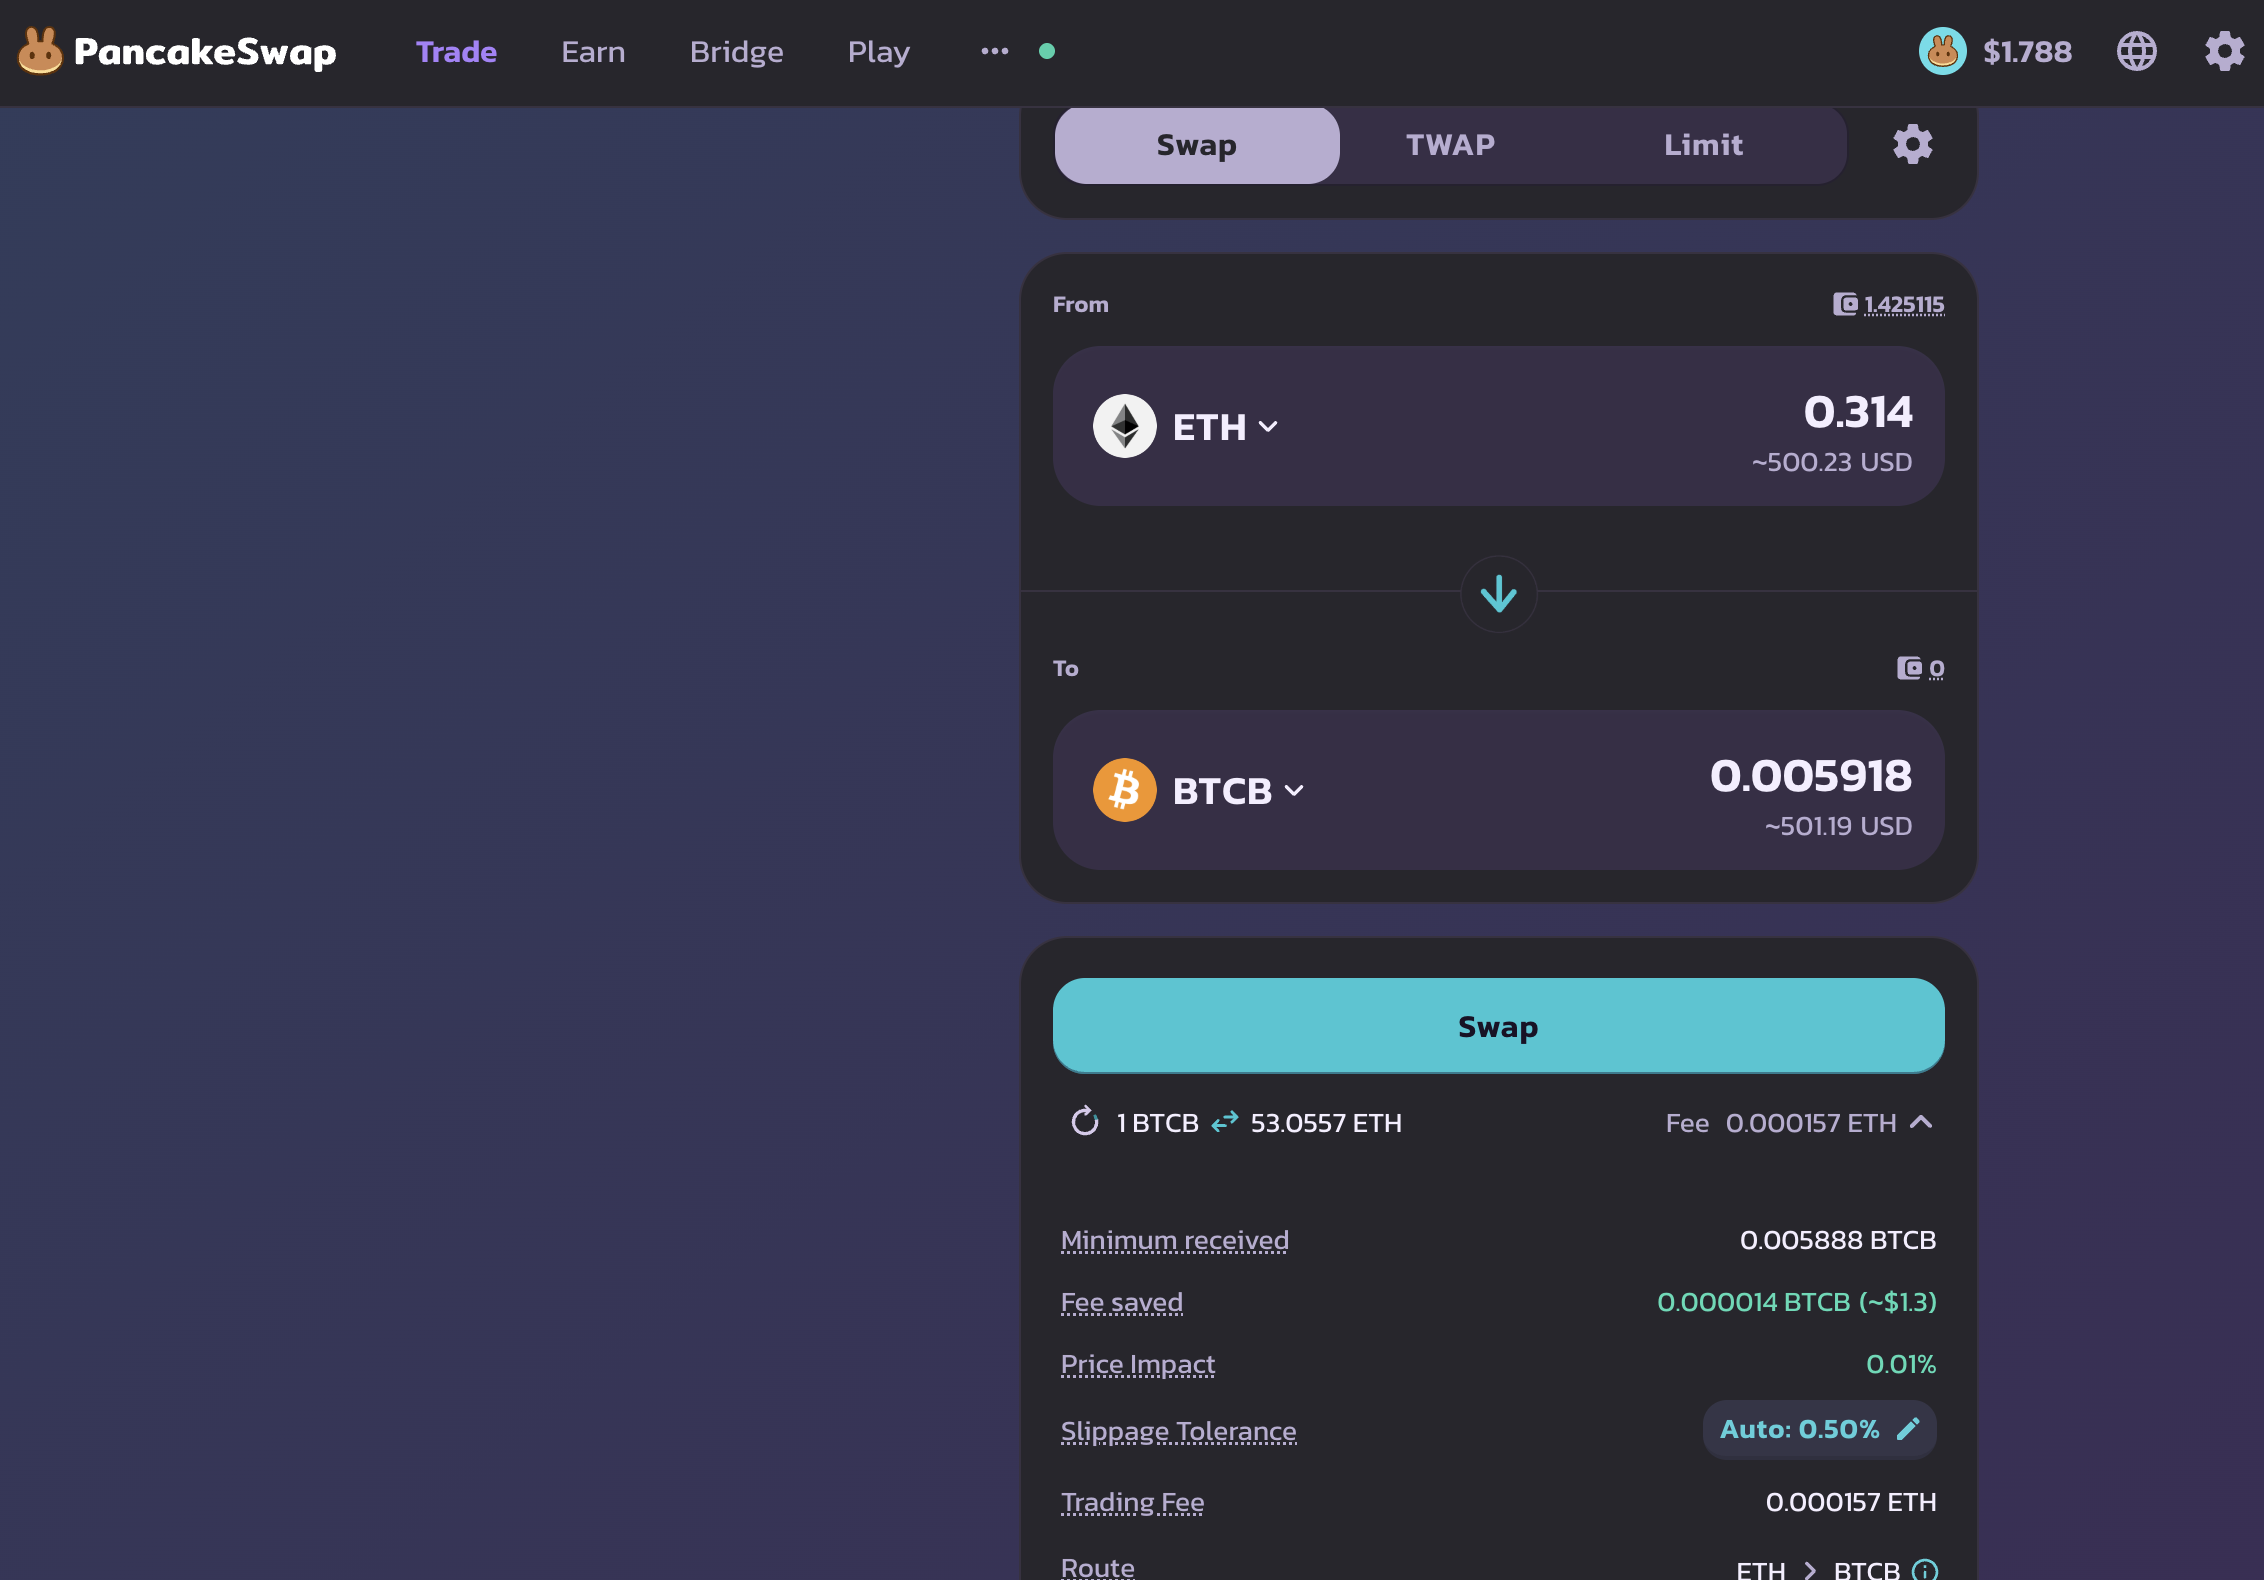 PancakeSwap Trade Earn Bridge Play $1.788
Swap TWAP Limit
From 1.425115
ETH 0.314
~500.23 USD
To 0
BTCB 0.005918
~501.19 USD
Swap
1 BTCB 53.0557 ETH Fee 0.000157 ETH
Minimum received 0.005888 BTCB
Fee saved 0.000014 BTCB (~$1.3)
Price Impact 0.01%
Slippage Tolerance Auto: 0.50%
Trading Fee 0.000157 ETH
Route ETH > BTCB